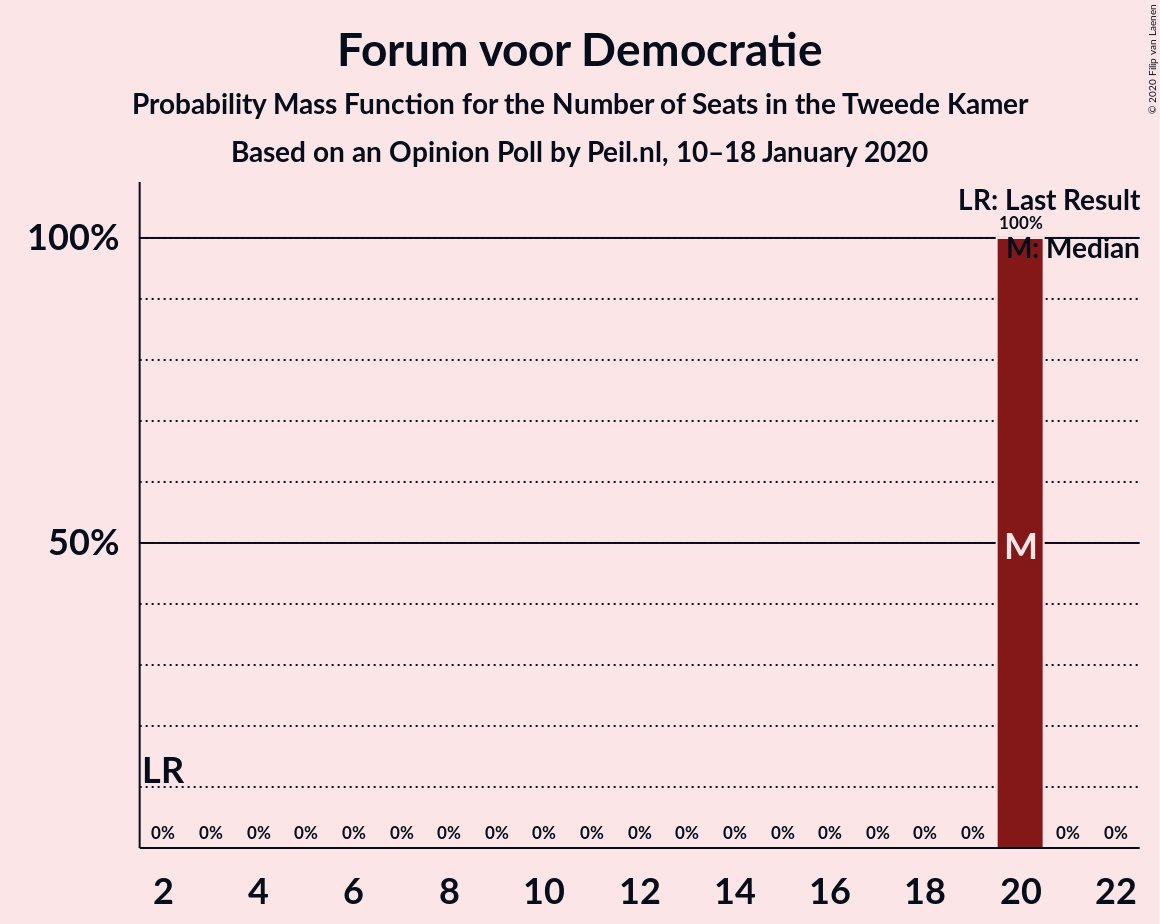 Forum voor Democratie
Probability Mass Function for the Number of Seats in the Tweede Kamer
Based on an Opinion Poll by Peil.nl, 10–18 January 2020
© 2020 Filip van Laenen
LR: Last Result
100%
M: Median
100%
50%
M
LR
0% 0% 0% 0% 0% 0% 0% 0% 0% 0% 0% 0% 0% 0% 0% 0% 0% 0% 0% 0%
2 4 6 8 10 12 14 16 18 20 22